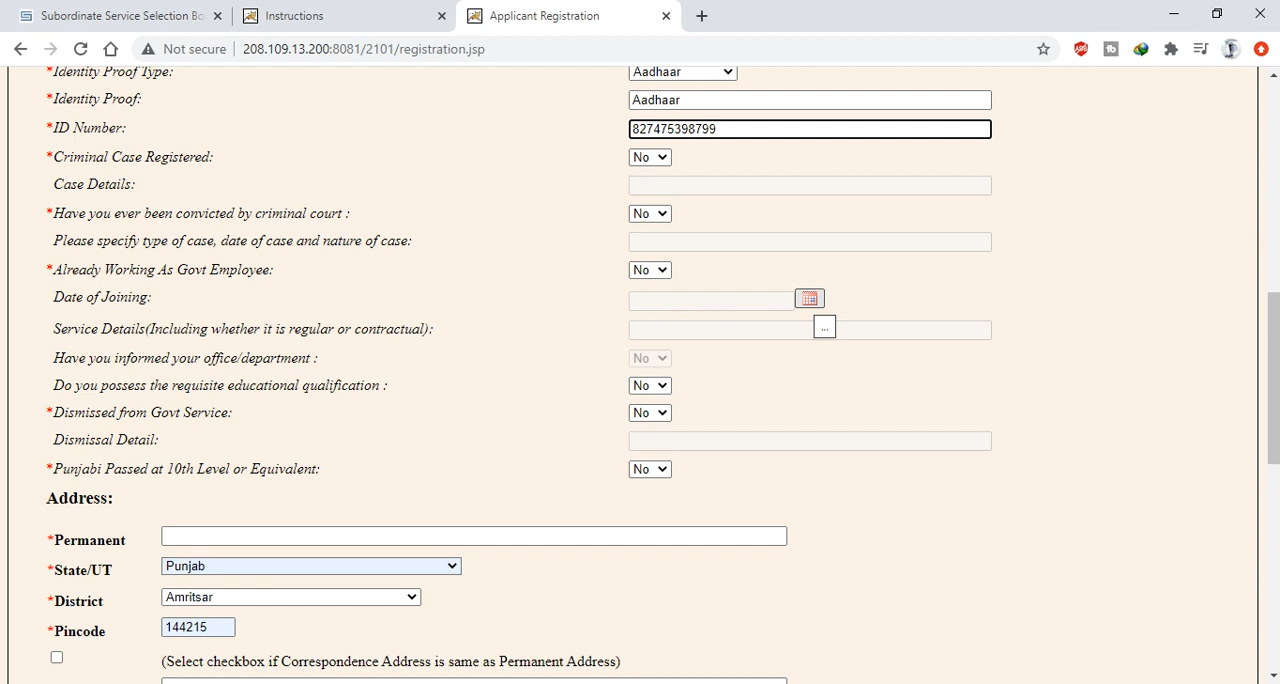 Subordinate Service Selection Bo
Instructions
Applicant Registration
Not secure
208.109.13.200:8081/2101/registration.jsp
*Identity Proof Type:
Aadhaar
*Identity Proof:
Aadhaar
*ID Number:
827475398799
*Criminal Case Registered:
No
Case Details:
*Have you ever been convicted by criminal court :
No
Please specify type of case, date of case and nature of case:
*Already Working As Govt Employee:
No
Date of Joining:
...
Service Details(Including whether it is regular or contractual):
Have you informed your office/department :
No
Do you possess the requisite educational qualification :
No
*Dismissed from Govt Service:
No
Dismissal Detail:
*Punjabi Passed at 10th Level or Equivalent:
No
Address:
*Permanent
*State/UT
Punjab
*District
Amritsar
*Pincode
144215
(Select checkbox if Correspondence Address is same as Permanent Address)